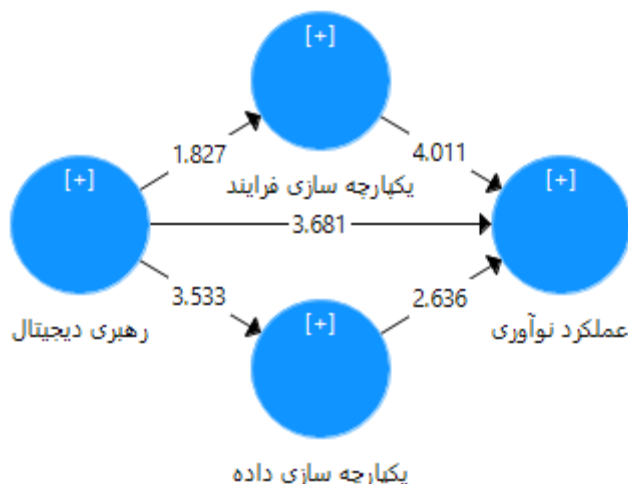 [+]
1.827
4.011
یکپارچه سازی فرایند
[+]
[+]
3.681
رهبری دیجیتال
عملکرد نوآوری
3.533
2.636
[+]
یکپارچه سازی داده